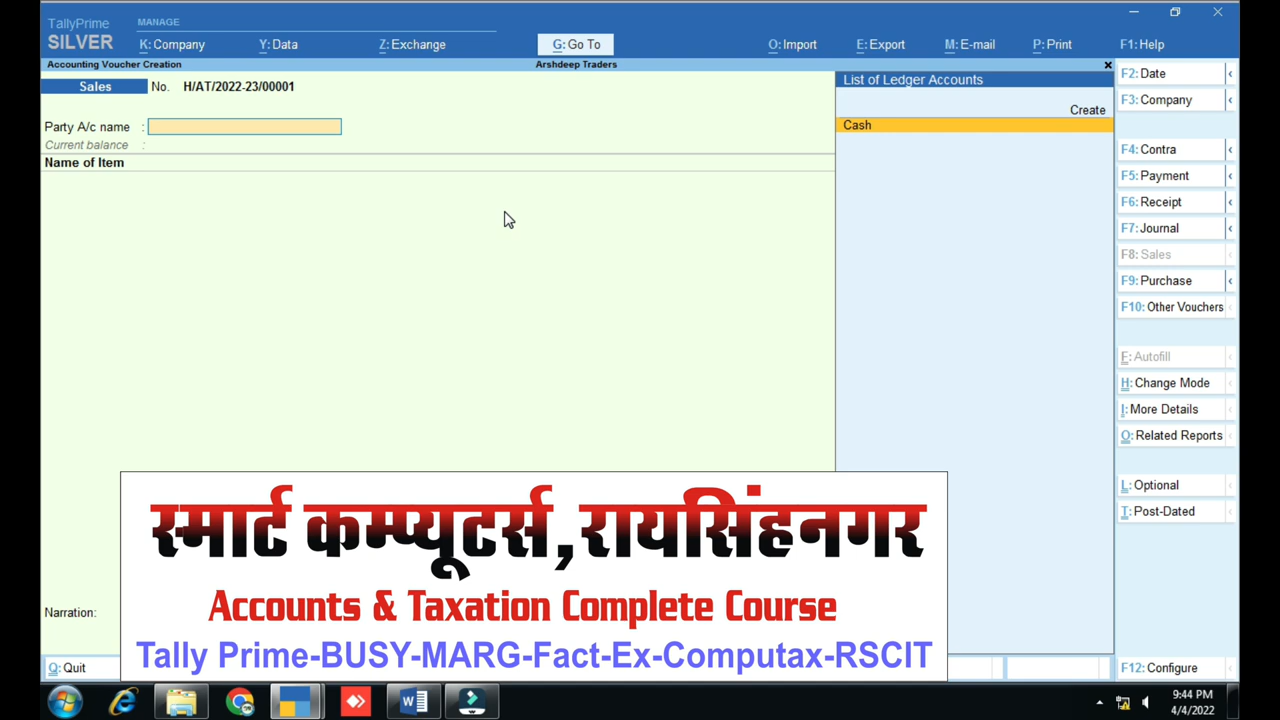 TallyPrime
SILVER
MANAGE
K: Company
Y: Data
Z: Exchange
G: Go To
O: Import
E: Export
M: E-mail
P: Print
F1: Help
Accounting Voucher Creation
Arshdeep Traders
Sales No. H/AT/2022-23/00001
Party A/c name :
Current balance :
Name of Item
List of Ledger Accounts
Create
Cash
F2: Date
F3: Company
F4: Contra
F5: Payment
F6: Receipt
F7: Journal
F8: Sales
F9: Purchase
F10: Other Vouchers
E: Autofill
H: Change Mode
I: More Details
O: Related Reports
L: Optional
T: Post-Dated
स्मार्ट कम्प्यूटर्स,रायसिंहनगर
Accounts & Taxation Complete Course
Tally Prime-BUSY-MARG-Fact-Ex-Computax-RSCIT
Narration:
Q: Quit
F12: Configure
9:44 PM
4/4/2022